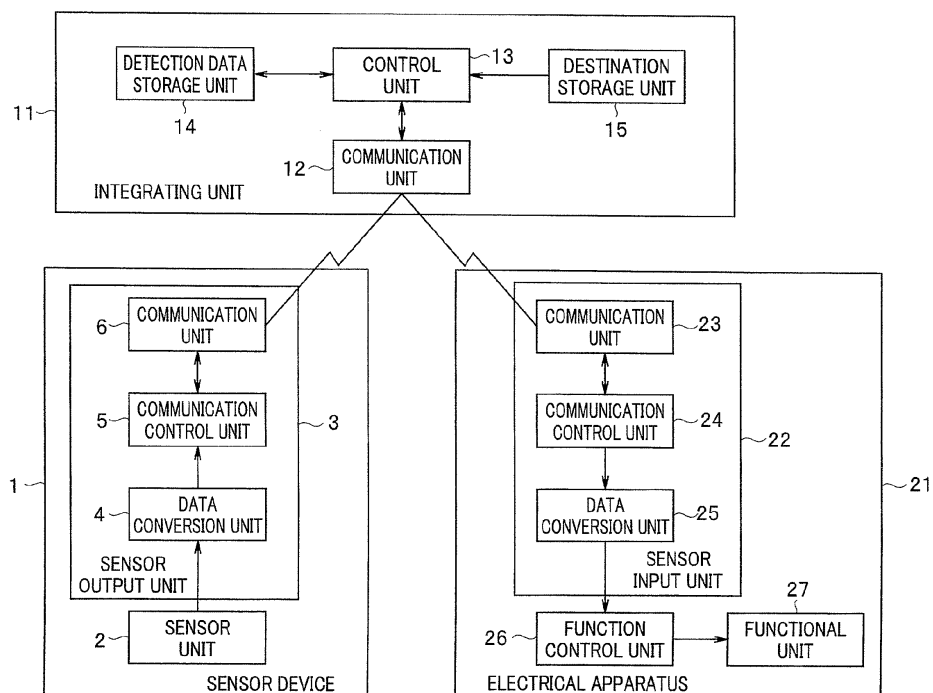 DETECTION DATA
STORAGE UNIT
14
13
CONTROL
UNIT
DESTINATION
STORAGE UNIT
15
11
12
COMMUNICATION
UNIT
INTEGRATING UNIT
6
COMMUNICATION
UNIT
5
COMMUNICATION
CONTROL UNIT
3
1
4
DATA
CONVERSION UNIT
SENSOR
OUTPUT UNIT
2
SENSOR
UNIT
SENSOR DEVICE
COMMUNICATION
UNIT
23
COMMUNICATION
CONTROL UNIT
24
22
21
DATA
CONVERSION UNIT
25
SENSOR
INPUT UNIT
26
FUNCTION
CONTROL UNIT
27
FUNCTIONAL
UNIT
ELECTRICAL APPARATUS